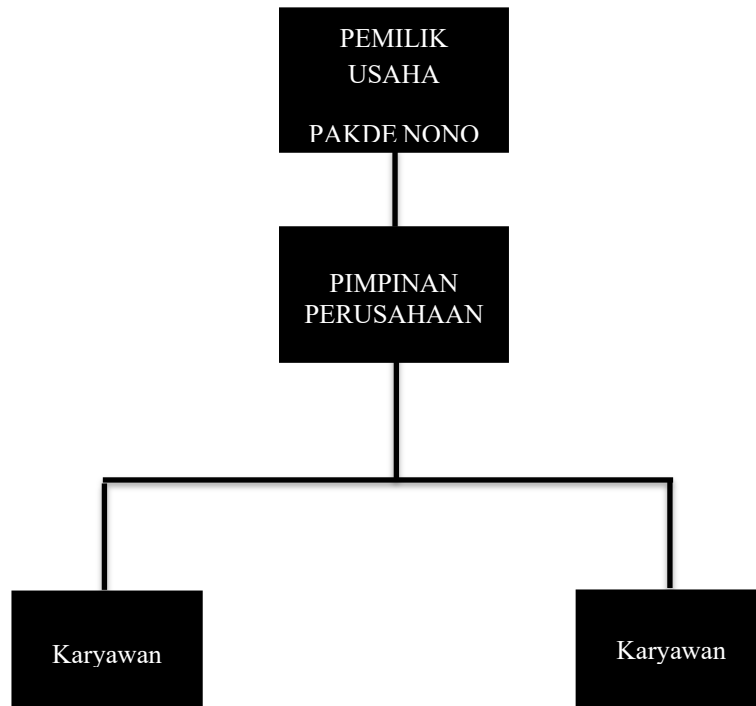 PEMILIK
USAHA
PAKDE NONO
PIMPINAN
PERUSAHAAN
Karyawan
Karyawan